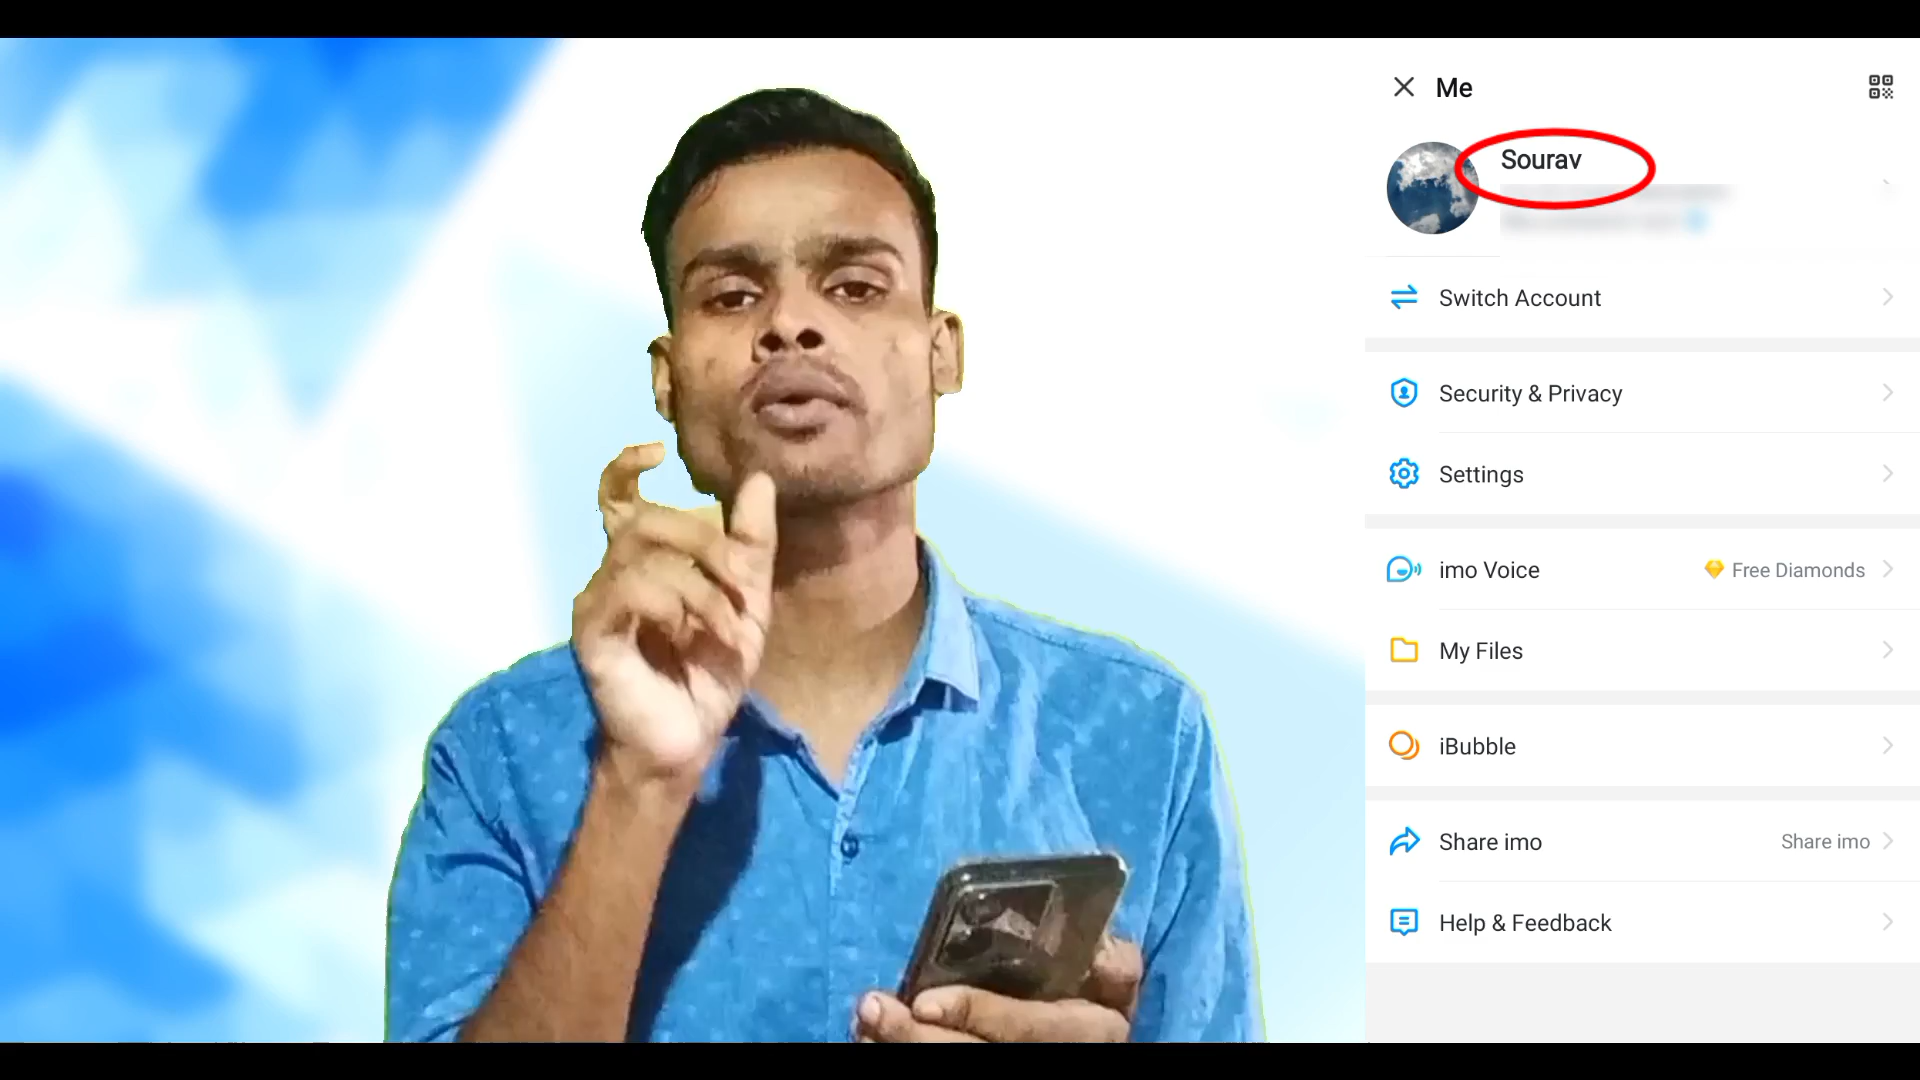 Me
Sourav
Switch Account
Security & Privacy
Settings
imo Voice Free Diamonds
My Files
iBubble
Share imo Share imo
Help & Feedback